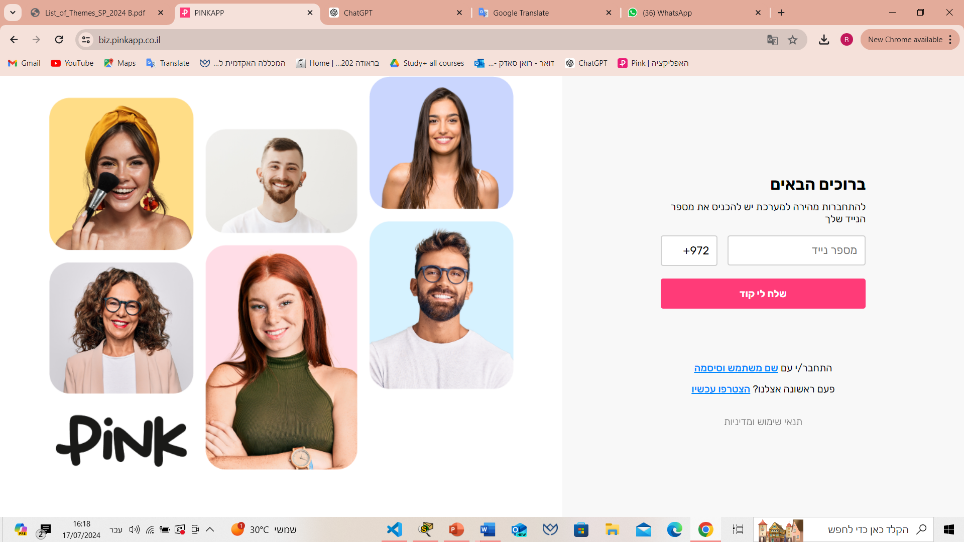 List_of_Themes_SP_2024 B.pdf
PINKAPP
ChatGPT
Google Translate
(36) WhatsApp
biz.pinkapp.co.il
New Chrome available
Gmail
YouTube
Maps
Translate
המכללה האקדמית ל...
Home | בראודה 202...
Study+ all courses
דואר - רואן סאדק -...
ChatGPT
Pink | האפליקציה
ברוכים הבאים
להתחברות מהירה למערכת יש להכניס את מספר
הנייד שלך
+972
מספר נייד
שלח לי קוד
התחבר/י עם שם משתמש וסיסמה
פעם ראשונה אצלנו? הצטרפו עכשיו
תנאי שימוש ומדיניות
PINK
16:18
17/07/2024
עבר
30°C שמשי
הקלד כאן כדי לחפש